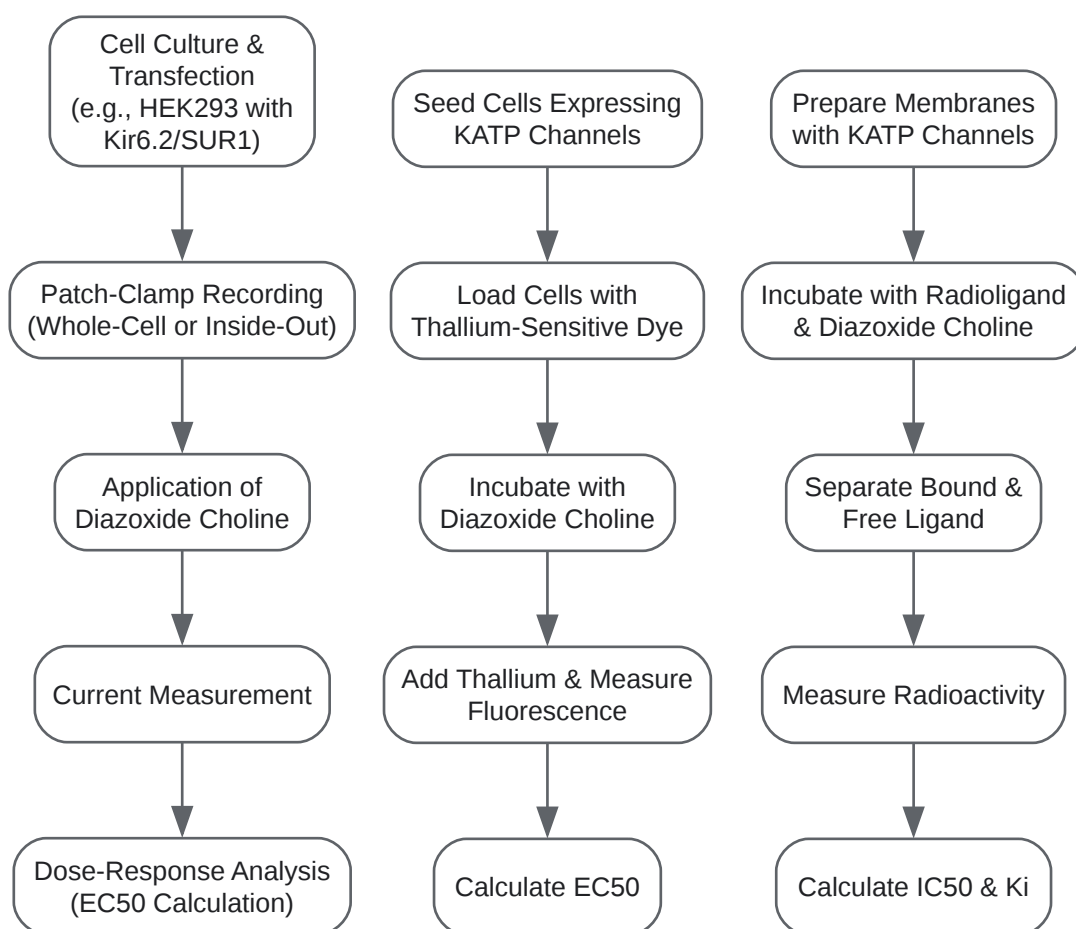 Cell Culture &
Transfection
(e.g., HEK293 with
Kir6.2/SUR1)
Patch-Clamp Recording
(Whole-Cell or Inside-Out)
Application of
Diazoxide Choline
Current Measurement
Dose-Response Analysis
(EC50 Calculation)
Seed Cells Expressing
KATP Channels
Load Cells with
Thallium-Sensitive Dye
Incubate with
Diazoxide Choline
Add Thallium & Measure
Fluorescence
Calculate EC50
Prepare Membranes
with KATP Channels
Incubate with Radioligand
& Diazoxide Choline
Separate Bound &
Free Ligand
Measure Radioactivity
Calculate IC50 & Ki